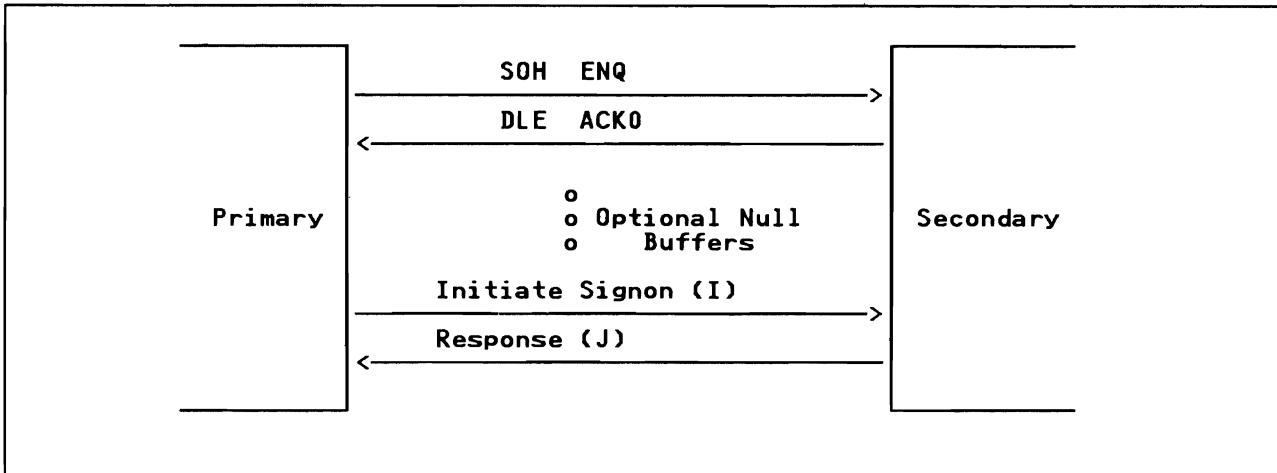 SOH ENQ
DLE ACK0
Primary
o
o Optional Null
o Buffers
Secondary
Initiate Signon (I)
Response (J)